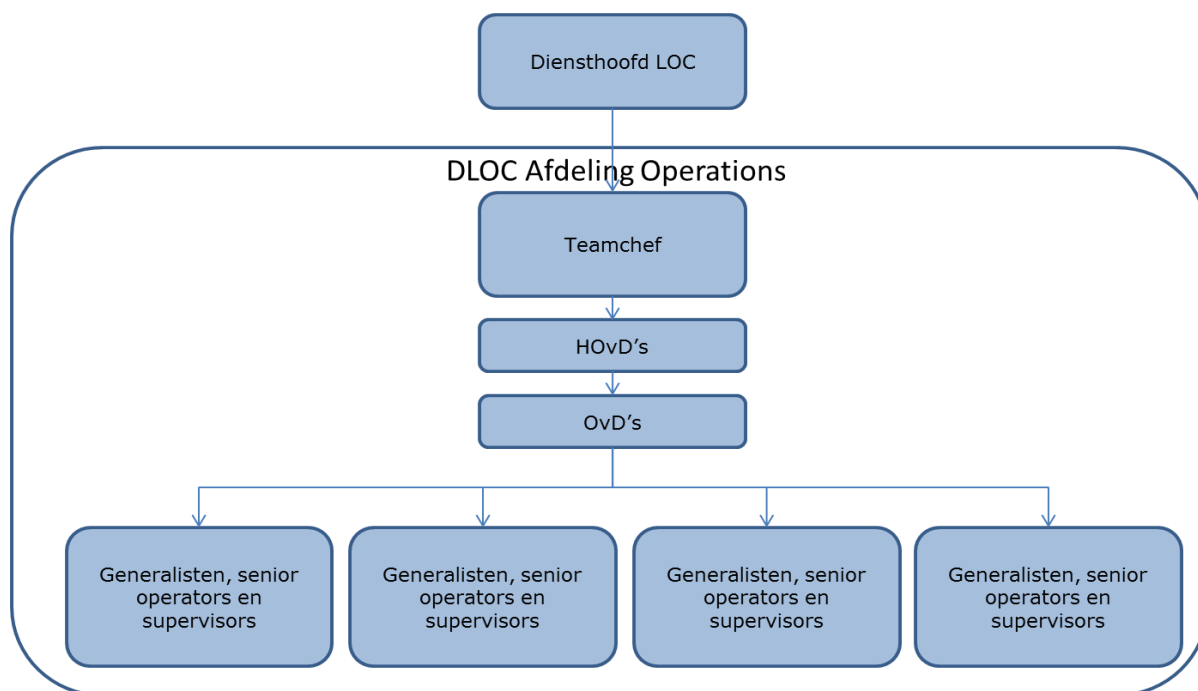 Diensthoofd LOC
DLOC Afdeling Operations
Teamchef
HOvD’s
OvD’s
Generalisten, senior
operators en
supervisors
Generalisten, senior
operators en
supervisors
Generalisten, senior
operators en
supervisors
Generalisten, senior
operators en
supervisors